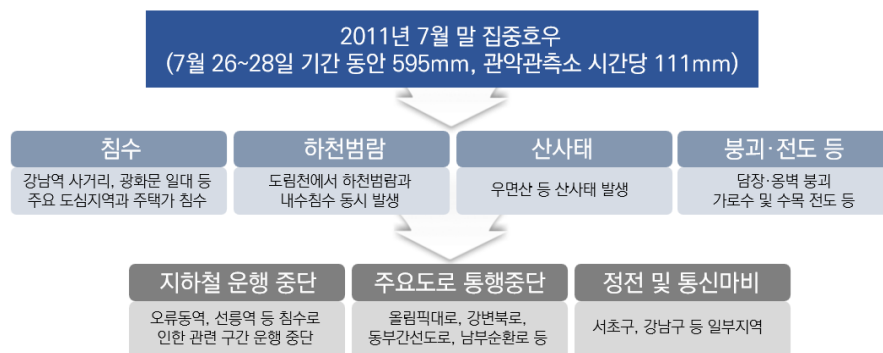 2011년 7월 말 집중호우
(7월 26~28일 기간 동안 595mm, 관악관측소 시간당 111mm)
침수
강남역 사거리, 광화문 일대 등
주요 도심지역과 주택가 침수
하천범람
도림천에서 하천범람과
내수침수 동시 발생
산사태
우면산 등 산사태 발생
붕괴·전도 등
담장·옹벽 붕괴
가로수 및 수목 전도 등
지하철 운행 중단
오류동역, 선릉역 등 침수로
인한 관련 구간 운행 중단
주요도로 통행중단
올림픽대로, 강변북로,
동부간선도로, 남부순환로 등
정전 및 통신마비
서초구, 강남구 등 일부지역